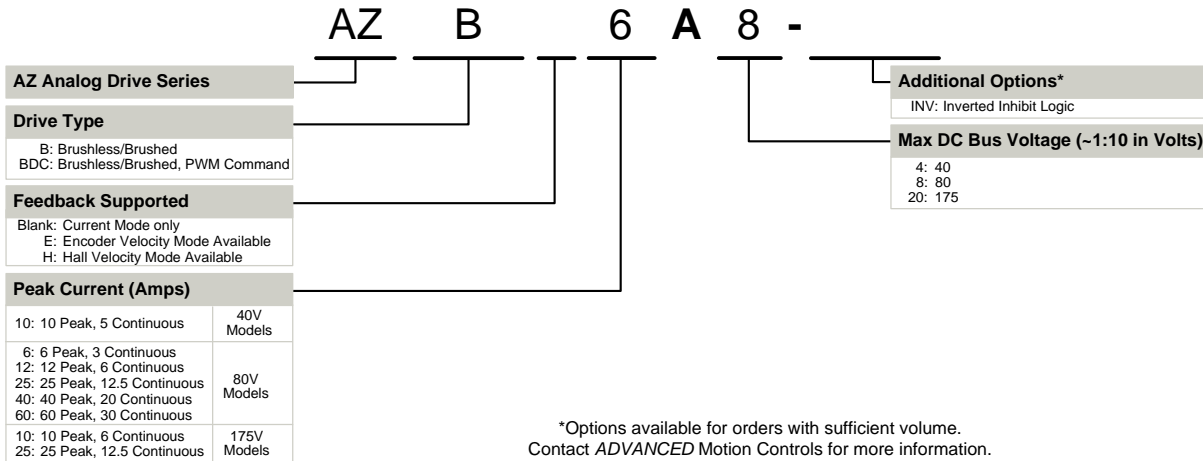 AZ B 6 A 8 -
AZ Analog Drive Series
Drive Type
B: Brushless/Brushed
BDC: Brushless/Brushed, PWM Command
Feedback Supported
Blank: Current Mode only
E: Encoder Velocity Mode Available
H: Hall Velocity Mode Available
Peak Current (Amps)
10: 10 Peak, 5 Continuous
40V
Models
6: 6 Peak, 3 Continuous
12: 12 Peak, 6 Continuous
25: 25 Peak, 12.5 Continuous
40: 40 Peak, 20 Continuous
60: 60 Peak, 30 Continuous
80V
Models
10: 10 Peak, 6 Continuous
25: 25 Peak, 12.5 Continuous
175V
Models
Additional Options*
INV: Inverted Inhibit Logic
Max DC Bus Voltage (~1:10 in Volts)
4: 40
8: 80
20: 175
*Options available for orders with sufficient volume.
Contact ADVANCED Motion Controls for more information.